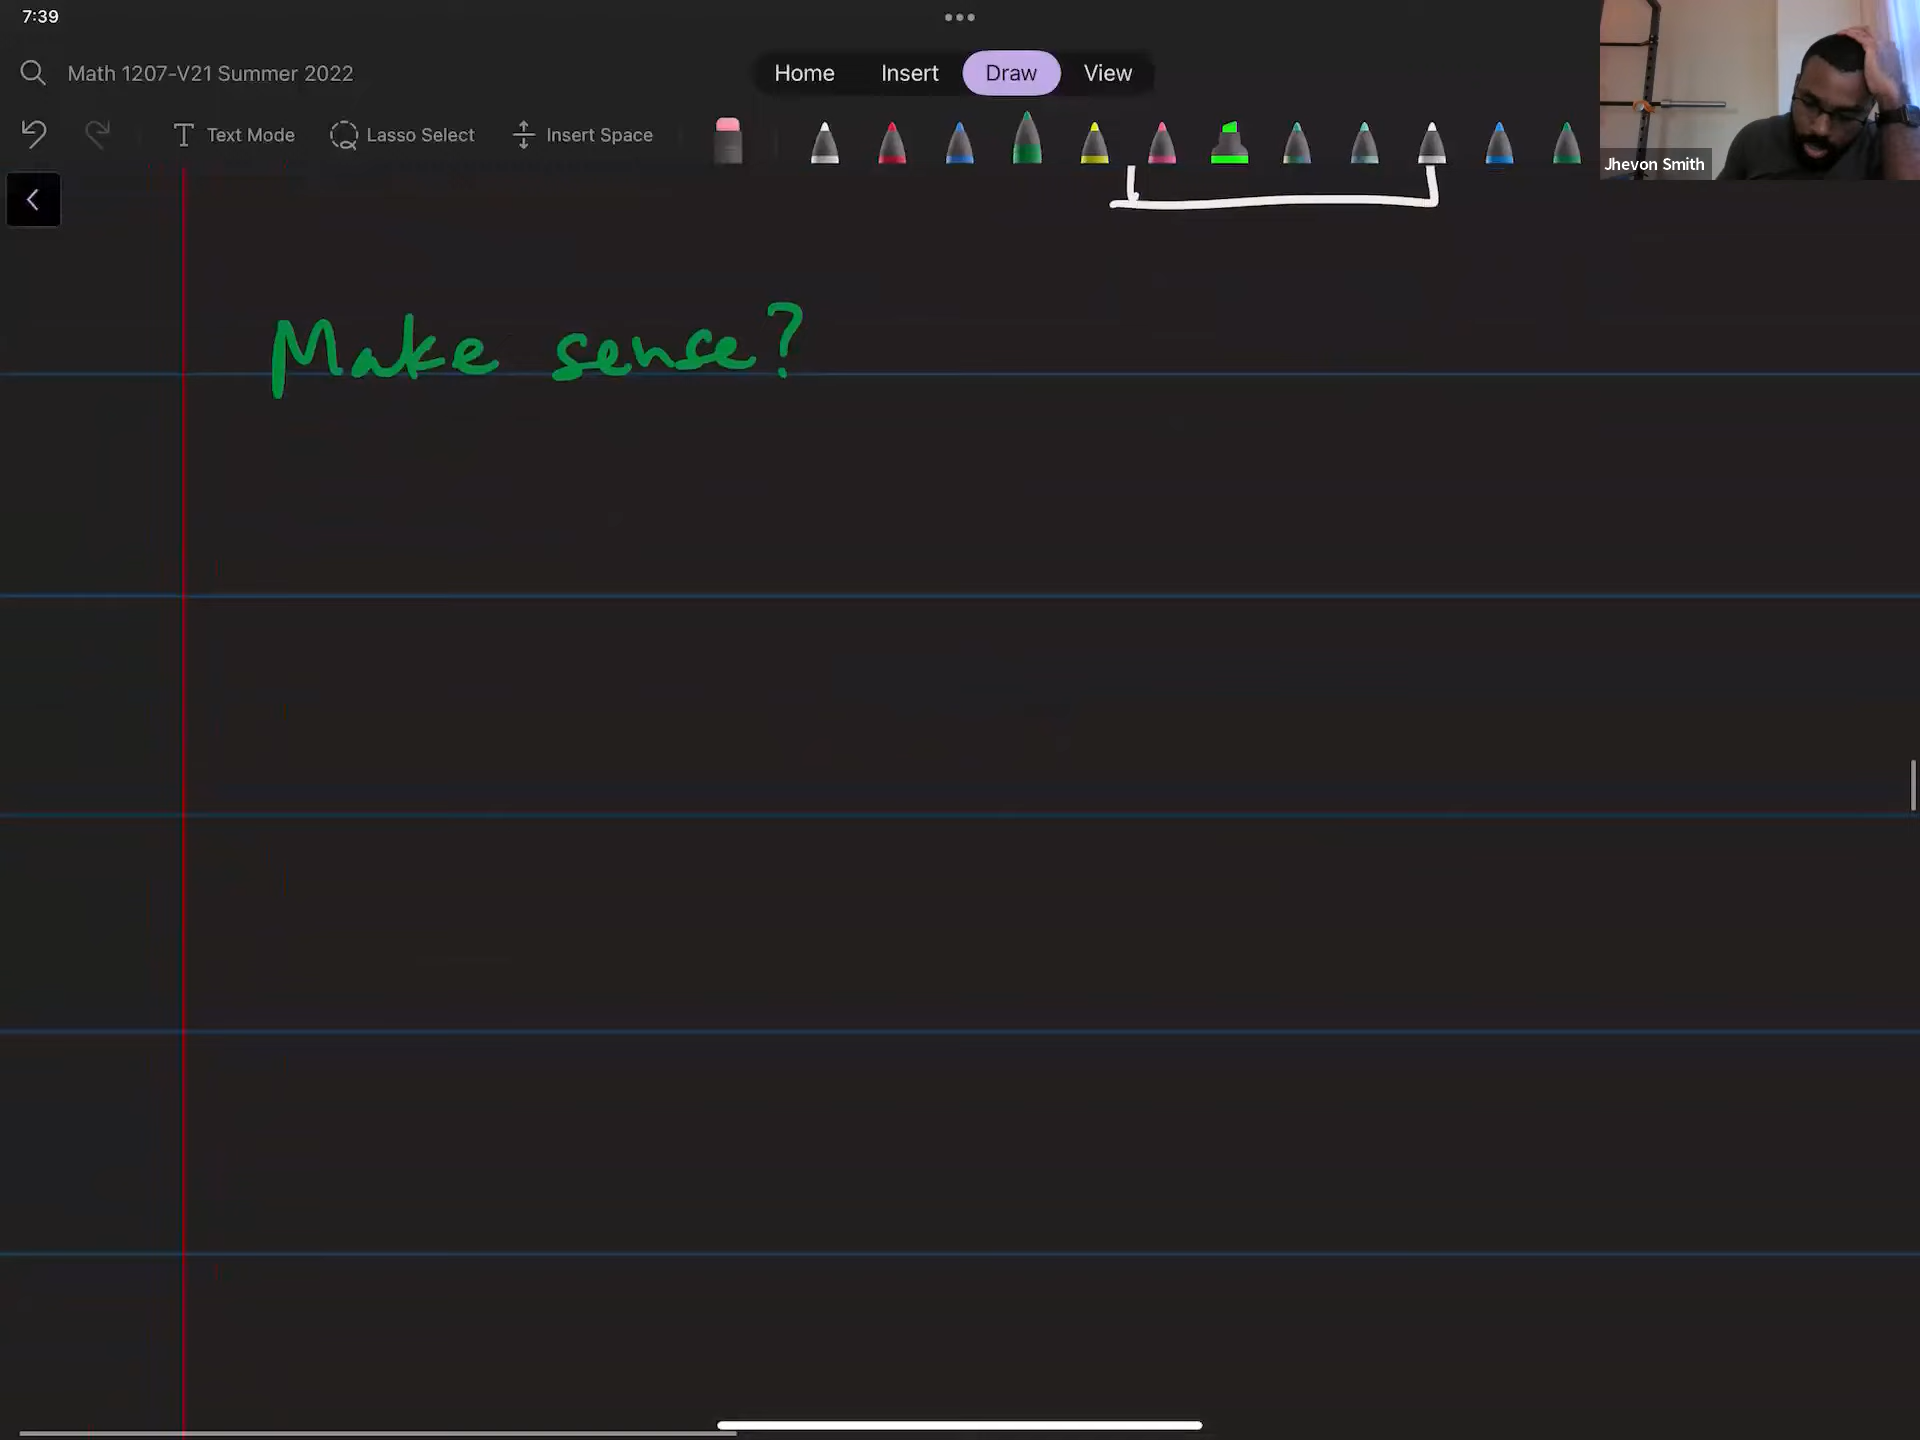 7:39
Math 1207-V21 Summer 2022
Home Insert Draw View
Text Mode Lasso Select Insert Space
Jhevon Smith
Make sense?